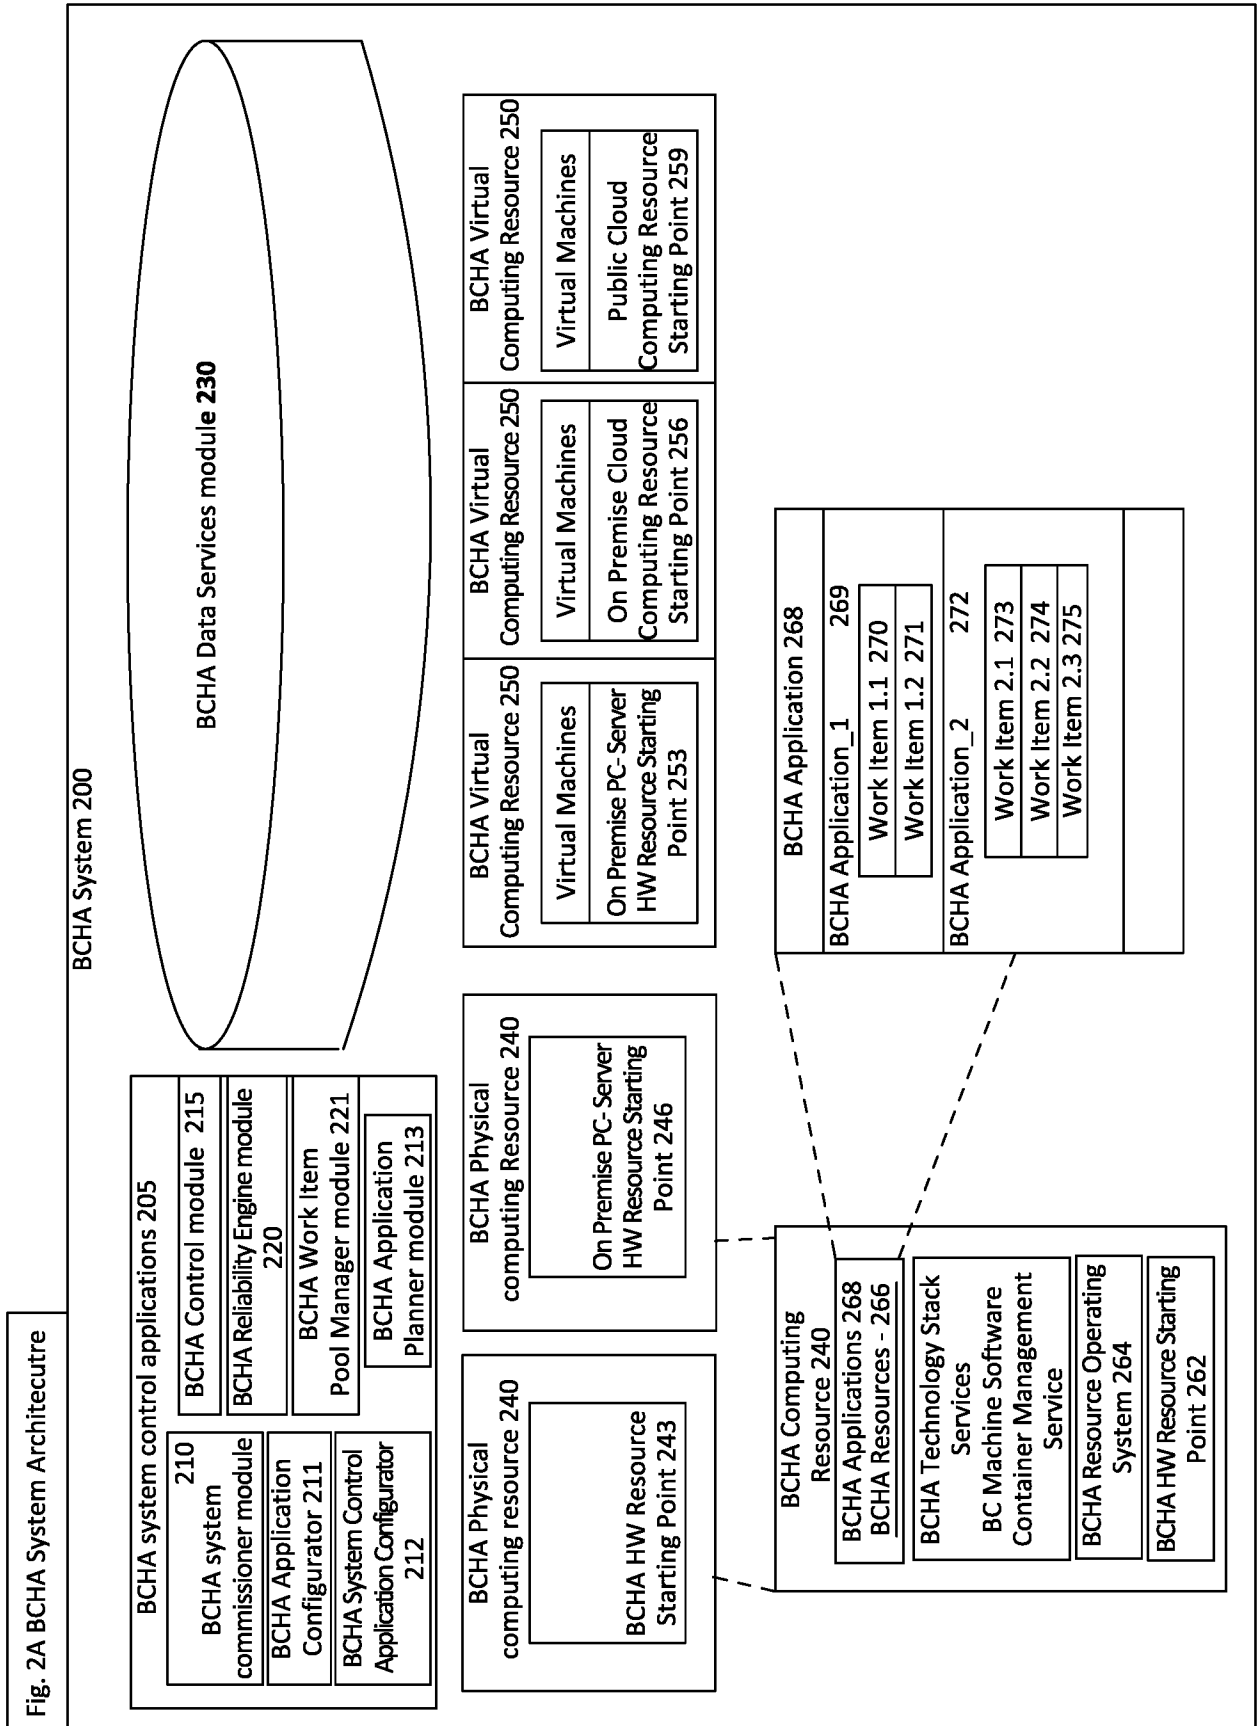 Fig. 2A BCHA System Architecutre
BCHA System 200
BCHA system control applications 205
210
BCHA system
commissioner module
BCHA Application
Configurator 211
BCHA System Control
Application Configurator
212
BCHA Control module 215
BCHA Reliability Engine module
220
BCHA Work Item
Pool Manager module 221
BCHA Application
Planner module 213
BCHA Data Services module 230
BCHA Physical
computing resource 240
BCHA HW Resource
Starting Point 243
BCHA Physical
computing Resource 240
On Premise PC- Server
HW Resource Starting
Point 246
BCHA Virtual
Computing Resource 250
Virtual Machines
On Premise PC- Server
HW Resource Starting
Point 253
BCHA Virtual
Computing Resource 250
Virtual Machines
On Premise Cloud
Computing Resource
Starting Point 256
BCHA Virtual
Computing Resource 250
Virtual Machines
Public Cloud
Computing Resource
Starting Point 259
BCHA Computing
Resource 240
BCHA Applications 268
BCHA Resources - 266
BCHA Technology Stack
Services
BC Machine Software
Container Management
Service
BCHA Resource Operating
System 264
BCHA HW Resource Starting
Point 262
BCHA Application 268
BCHA Application_1 269
Work Item 1.1 270
Work Item 1.2 271
BCHA Application_2 272
Work Item 2.1 273
Work Item 2.2 274
Work Item 2.3 275